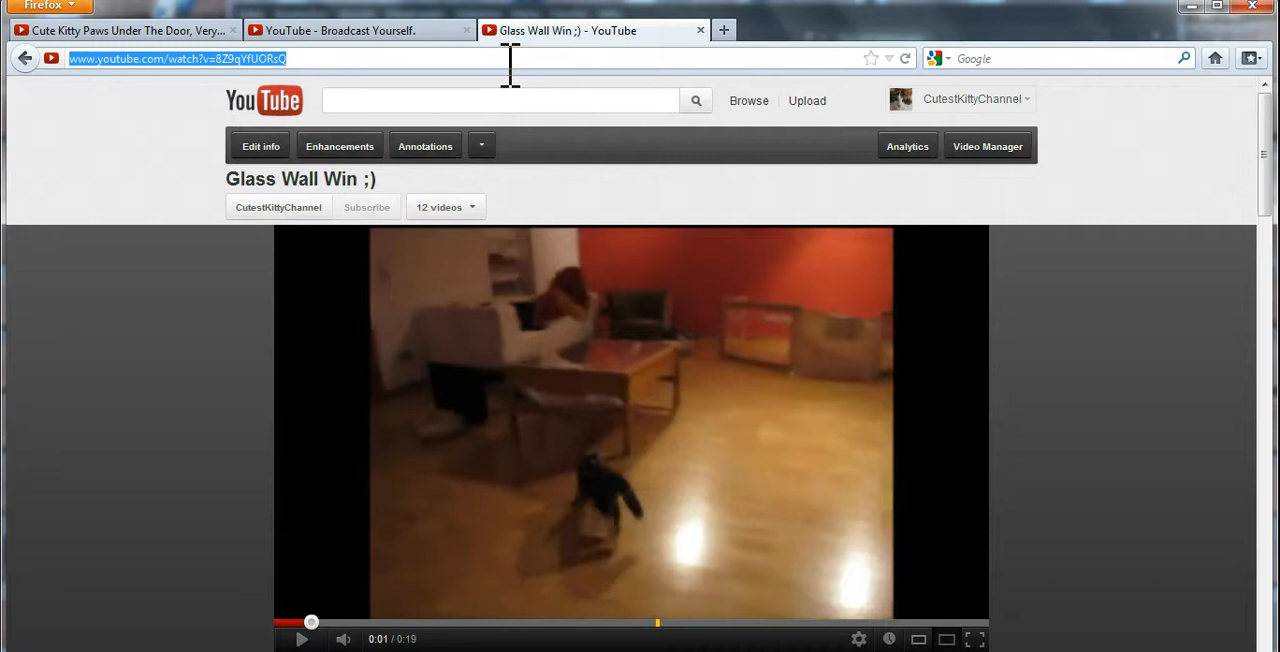 Firefox
Cute Kitty Paws Under The Door, Very...
YouTube - Broadcast Yourself.
Glass Wall Win ;) - YouTube
www.youtube.com/watch?v=8Z9qYfUORsQ
Google
YouTube
Browse
Upload
CutestKittyChannel
Edit info
Enhancements
Annotations
Analytics
Video Manager
Glass Wall Win ;)
CutestKittyChannel
Subscribe
12 videos
0:01 / 0:19